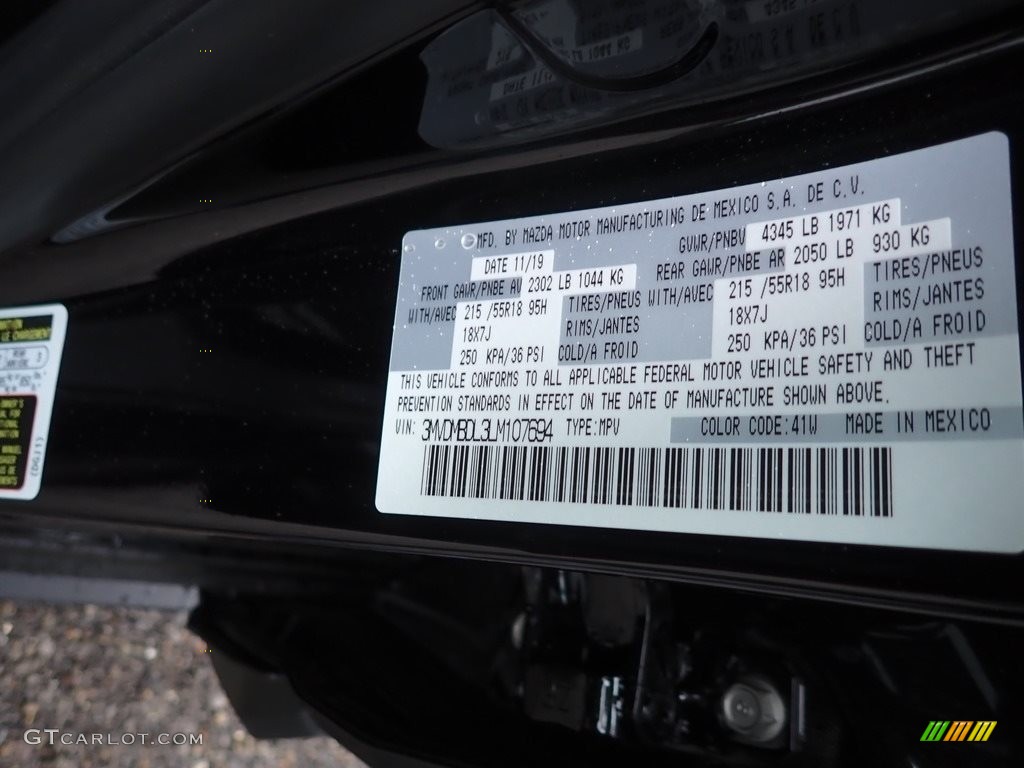 MFD. BY MAZDA MOTOR MANUFACTURING DE MEXICO S.A. DE C.V.
DATE 11/19 GVWR/PNBV 4345 LB 1971 KG
FRONT GAWR/PNBE AV 2302 LB 1044 KG REAR GAWR/PNBE AR 2050 LB 930 KG
WITH/AVEC 215 /55R18 95H TIRES/PNEUS WITH/AVEC 215 /55R18 95H TIRES/PNEUS
18X7J RIMS/JANTES 18X7J RIMS/JANTES
250 KPA/36 PSI COLD/A FROID 250 KPA/36 PSI COLD/A FROID
THIS VEHICLE CONFORMS TO ALL APPLICABLE FEDERAL MOTOR VEHICLE SAFETY AND THEFT
PREVENTION STANDARDS IN EFFECT ON THE DATE OF MANUFACTURE SHOWN ABOVE.
VIN: 3MVDMBDL3LM107694 TYPE:MPV COLOR CODE:41W MADE IN MEXICO
(DGJ1)
GTCARLOT.COM